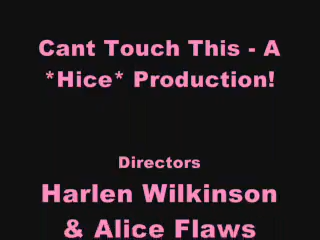 Cant Touch This - A
*Hice* Production!
Directors
Harlen Wilkinson
& Alice Flaws